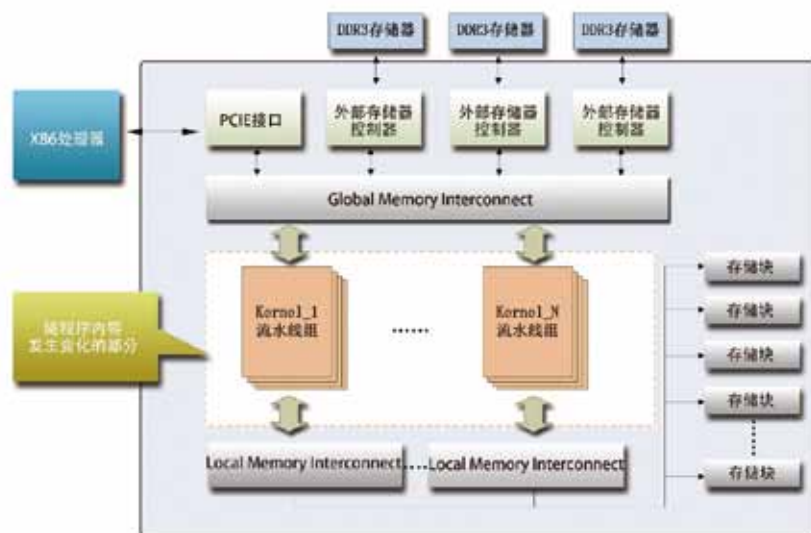 DDR3存储器
DDR3存储器
DDR3存储器
X86处理器
PCIE接口
外部存储器
控制器
外部存储器
控制器
外部存储器
控制器
Global Memory Interconnect
Kernel_1
流水线组
......
Kernel_N
流水线组
随程序内容
发生变化的部分
存储块
存储块
存储块
存储块
存储块
Local Memory Interconnect
Local Memory Interconnect